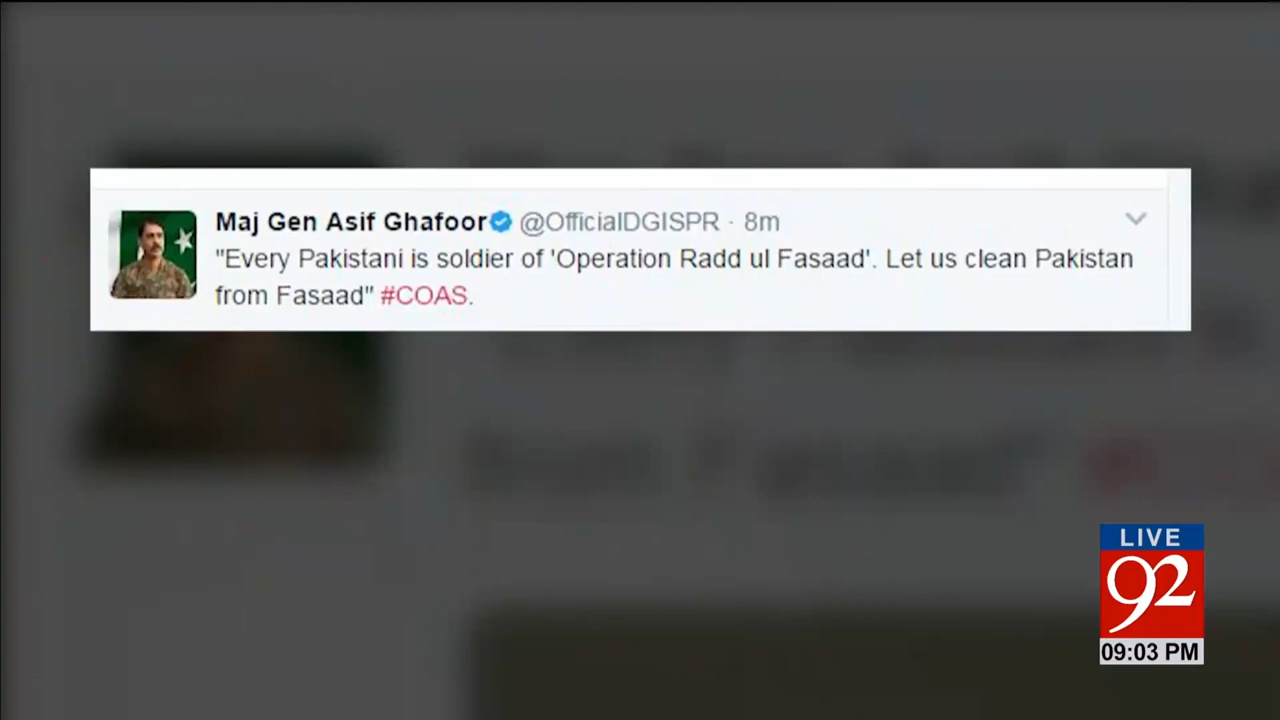 Maj Gen Asif Ghafoor @OfficialDGISPR · 8m
"Every Pakistani is soldier of 'Operation Radd ul Fasaad'. Let us clean Pakistan
from Fasaad" #COAS.
LIVE
92
09:03 PM